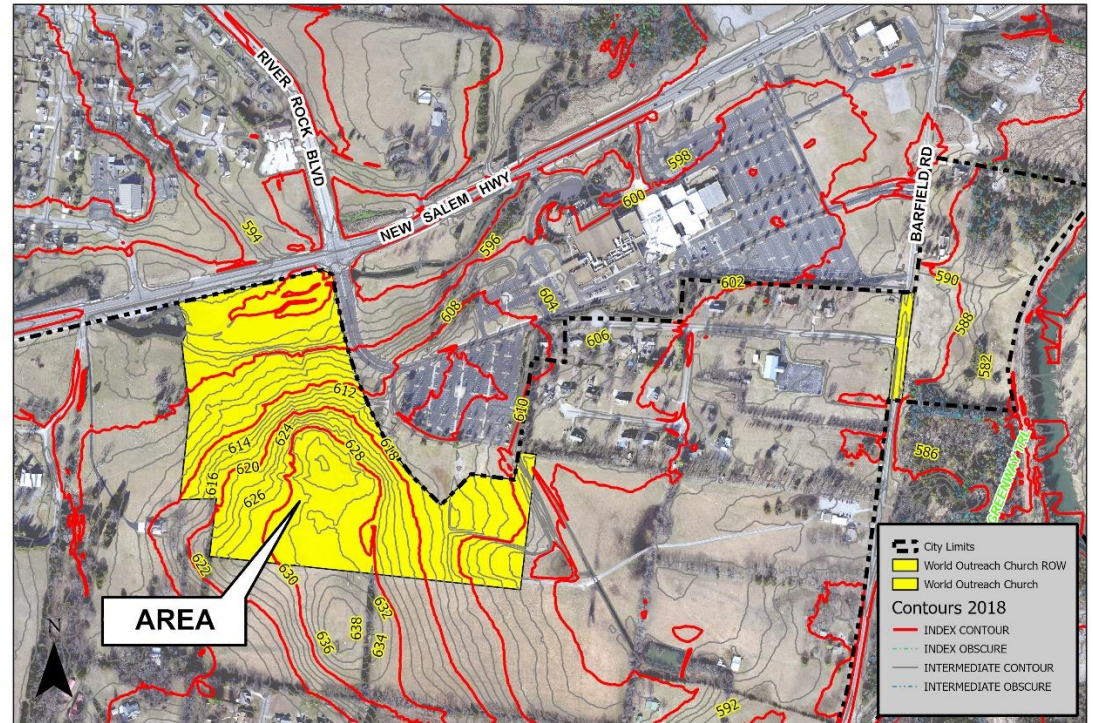 RIVER ROCK BLVD
NEW SALEM HWY
BARFIELD RD
598
600
594
596
590
602
604
608
588
606
582
612
610
624
614
618
628
620
616
586
626
GREENWAY TRL
622
630
632
638
636
634
592
AREA
N
City Limits
World Outreach Church ROW
World Outreach Church
Contours 2018
INDEX CONTOUR
INDEX OBSCURE
INTERMEDIATE CONTOUR
INTERMEDIATE OBSCURE